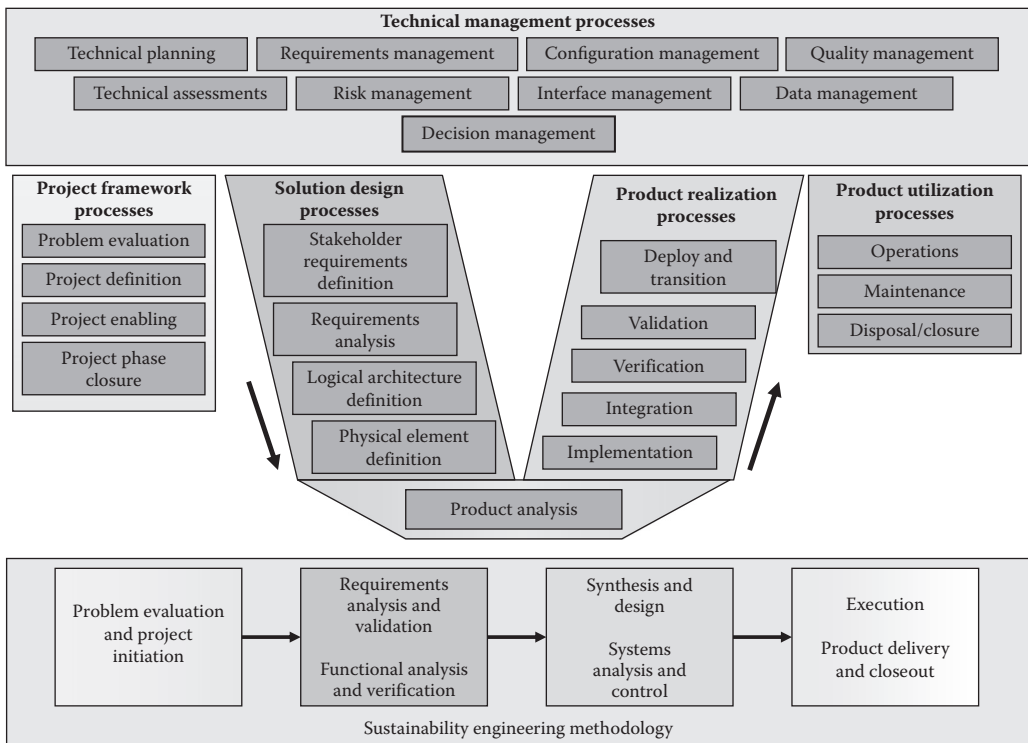 Technical management processes
Technical planning
Requirements management
Configuration management
Quality management
Technical assessments
Risk management
Interface management
Data management
Decision management
Project framework
processes
Problem evaluation
Project definition
Project enabling
Project phase
closure
Solution design
processes
Stakeholder
requirements
definition
Requirements
analysis
Logical architecture
definition
Physical element
definition
Product realization
processes
Deploy and
transition
Validation
Verification
Integration
Implementation
Product utilization
processes
Operations
Maintenance
Disposal/closure
Product analysis
Problem evaluation
and project
initiation
Requirements
analysis and
validation
Functional analysis
and verification
Synthesis and
design
Systems
analysis and
control
Execution
Product delivery
and closeout
Sustainability engineering methodology